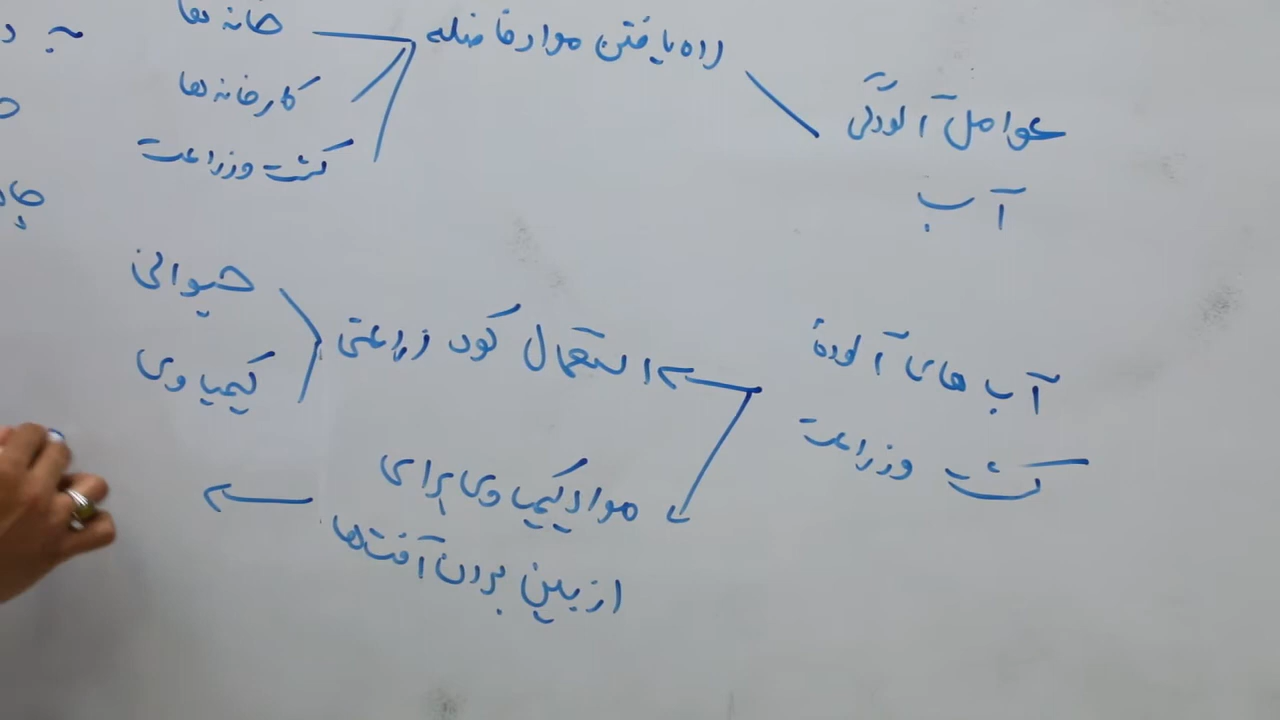 عوامل آلودگی
آب
راه یافتن مواد فاضله
خانه ها
کارخانه ها
کشت و زراعت
آب های آلودهٔ
کشت و زراعت
استعمال کود زراعتی
حیوانی
کیمیاوی
مواد کیمیاوی برای
از بین بردن آفت ها